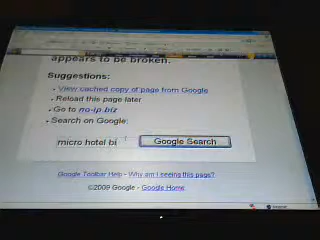 appears to be broken.
Suggestions:
• View cached copy of page from Google
• Reload this page later
• Go to no-ip.biz
• Search on Google:
micro hotel bi Google Search
Google Toolbar Help - Why am I seeing this page?
©2009 Google - Google Home